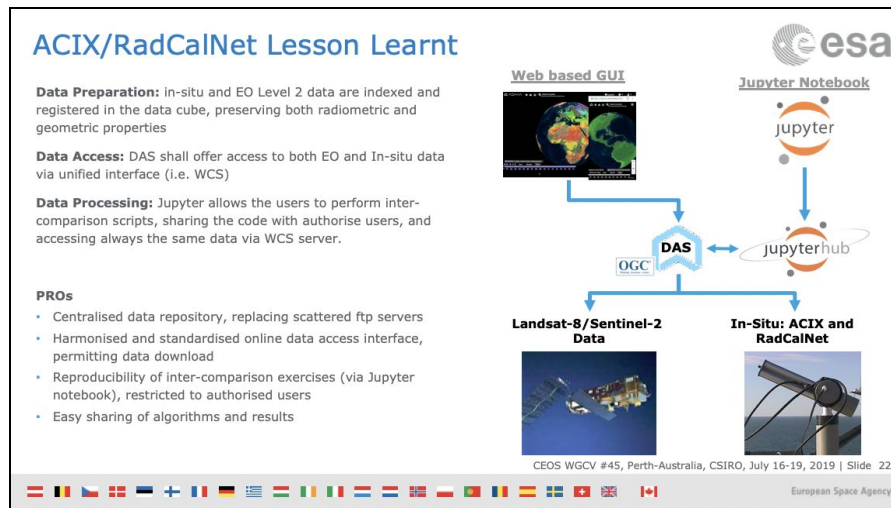 ACIX/RadCalNet Lesson Learnt
esa
Data Preparation: in-situ and EO Level 2 data are indexed and
registered in the data cube, preserving both radiometric and
geometric properties
Data Access: DAS shall offer access to both EO and In-situ data
via unified interface (i.e. WCS)
Data Processing: Jupyter allows the users to perform inter-
comparison scripts, sharing the code with authorise users, and
accessing always the same data via WCS server.
PROs
• Centralised data repository, replacing scattered ftp servers
• Harmonised and standardised online data access interface,
permitting data download
• Reproducibility of inter-comparison exercises (via Jupyter
notebook), restricted to authorised users
• Easy sharing of algorithms and results
Web based GUI
Jupyter Notebook
jupyter
DAS
OGC
jupyterhub
Landsat-8/Sentinel-2
Data
In-Situ: ACIX and
RadCalNet
CEOS WGCV #45, Perth-Australia, CSIRO, July 16-19, 2019 | Slide 22
European Space Agency